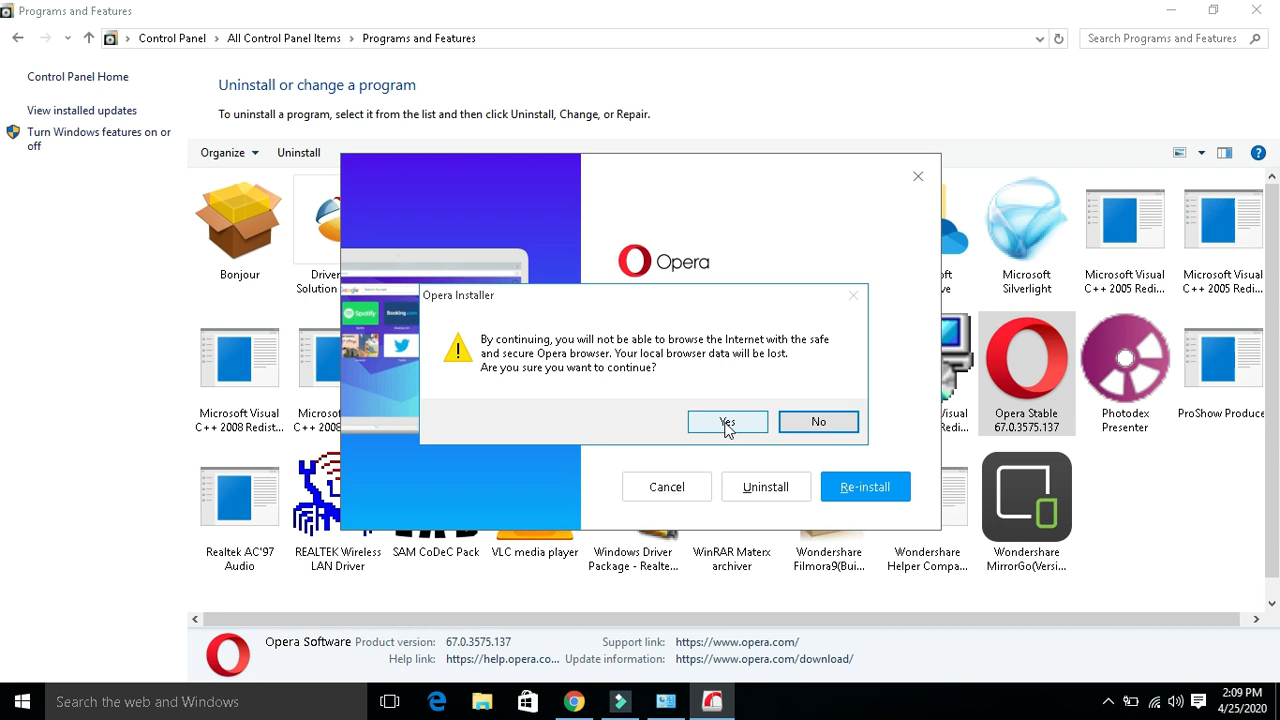 Programs and Features
Control Panel
All Control Panel Items
Programs and Features
Search Programs and Features
Control Panel Home
View installed updates
Turn Windows features on or
off
Uninstall or change a program
To uninstall a program, select it from the list and then click Uninstall, Change, or Repair.
Organize
Uninstall
Bonjour
Driver
Solution
Microsoft
Silverlight
Microsoft Visual
C++ 2005 Redi...
Microsoft Visual
C++ 2005 Redi...
Opera
Google
Spotify
Booking.com
Opera Installer
By continuing, you will not be able to browse the Internet with the safe
and secure Opera browser. Your local browser data will be lost.
Are you sure you want to continue?
Yes
No
Cancel
Uninstall
Re-install
Microsoft Visual
C++ 2008 Redist...
Opera Stable
67.0.3575.137
Photodex
Presenter
ProShow Produce
Realtek AC'97
Audio
REALTEK Wireless
LAN Driver
SAM CoDeC Pack
VLC media player
Windows Driver
Package - Realte...
WinRAR Materx
archiver
Wondershare
Filmora9(Bui...
Wondershare
Helper Compa...
Wondershare
MirrorGo(Versi...
Opera Software
Product version:
67.0.3575.137
Support link:
https://www.opera.com/
Help link:
https://help.opera.co...
Update information:
https://www.opera.com/download/
Search the web and Windows
2:09 PM
4/25/2020